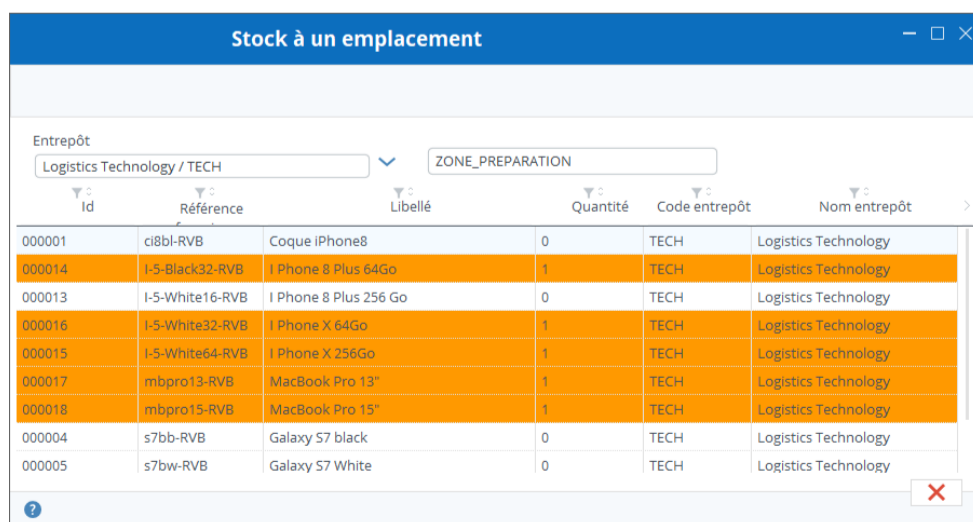 Stock à un emplacement
Entrepôt
Logistics Technology / TECH
ZONE_PREPARATION
Id Référence Libellé Quantité Code entrepôt Nom entrepôt
000001 ci8bl-RVB Coque iPhone8 0 TECH Logistics Technology
000014 I-5-Black32-RVB I Phone 8 Plus 64Go 1 TECH Logistics Technology
000013 I-5-White16-RVB I Phone 8 Plus 256 Go 0 TECH Logistics Technology
000016 I-5-White32-RVB I Phone X 64Go 1 TECH Logistics Technology
000015 I-5-White64-RVB I Phone X 256Go 1 TECH Logistics Technology
000017 mbpro13-RVB MacBook Pro 13" 1 TECH Logistics Technology
000018 mbpro15-RVB MacBook Pro 15" 1 TECH Logistics Technology
000004 s7bb-RVB Galaxy S7 black 0 TECH Logistics Technology
000005 s7bw-RVB Galaxy S7 White 0 TECH Logistics Technology
?